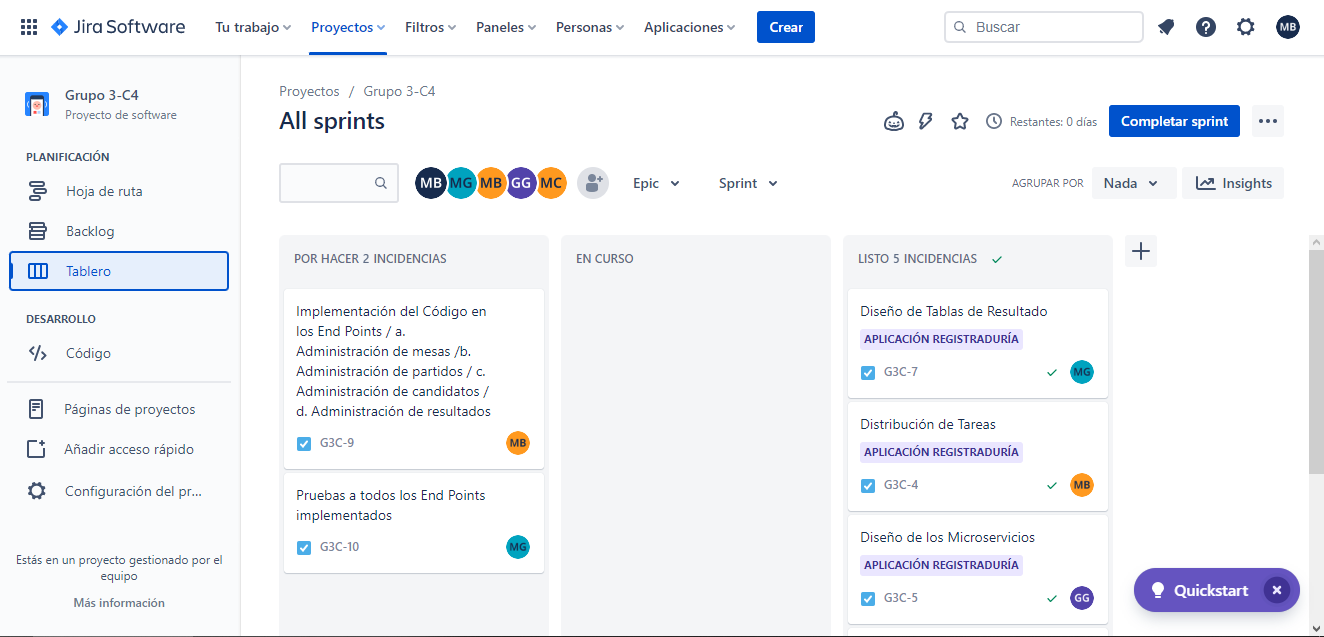 Jira Software
Tu trabajo
Proyectos
Filtros
Paneles
Personas
Aplicaciones
Crear
Buscar
MB
Grupo 3-C4
Proyecto de software
PLANIFICACIÓN
Hoja de ruta
Backlog
Tablero
DESARROLLO
Código
Páginas de proyectos
Añadir acceso rápido
Configuración del pr...
Estás en un proyecto gestionado por el
equipo
Más información
Proyectos / Grupo 3-C4
All sprints
Restantes: 0 días
Completar sprint
MB MG MB GG MC
Epic
Sprint
AGRUPAR POR
Nada
Insights
POR HACER 2 INCIDENCIAS
Implementación del Código en
los End Points / a.
Administración de mesas /b.
Administración de partidos / c.
Administración de candidatos /
d. Administración de resultados
G3C-9
MB
Pruebas a todos los End Points
implementados
G3C-10
MG
EN CURSO
LISTO 5 INCIDENCIAS
Diseño de Tablas de Resultado
APLICACIÓN REGISTRADURÍA
G3C-7
MG
Distribución de Tareas
APLICACIÓN REGISTRADURÍA
G3C-4
MB
Diseño de los Microservicios
APLICACIÓN REGISTRADURÍA
G3C-5
GG
Quickstart